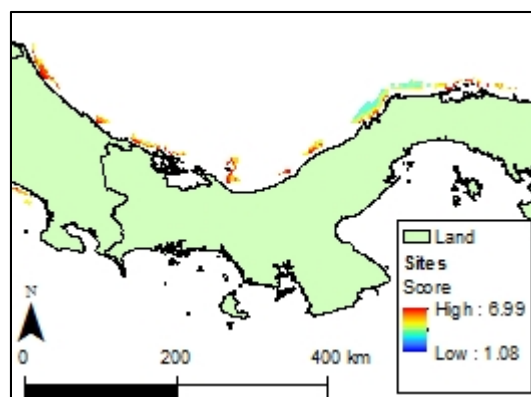 N
0 200 400 km
Land
Sites
Score
High : 6.99
Low : 1.08